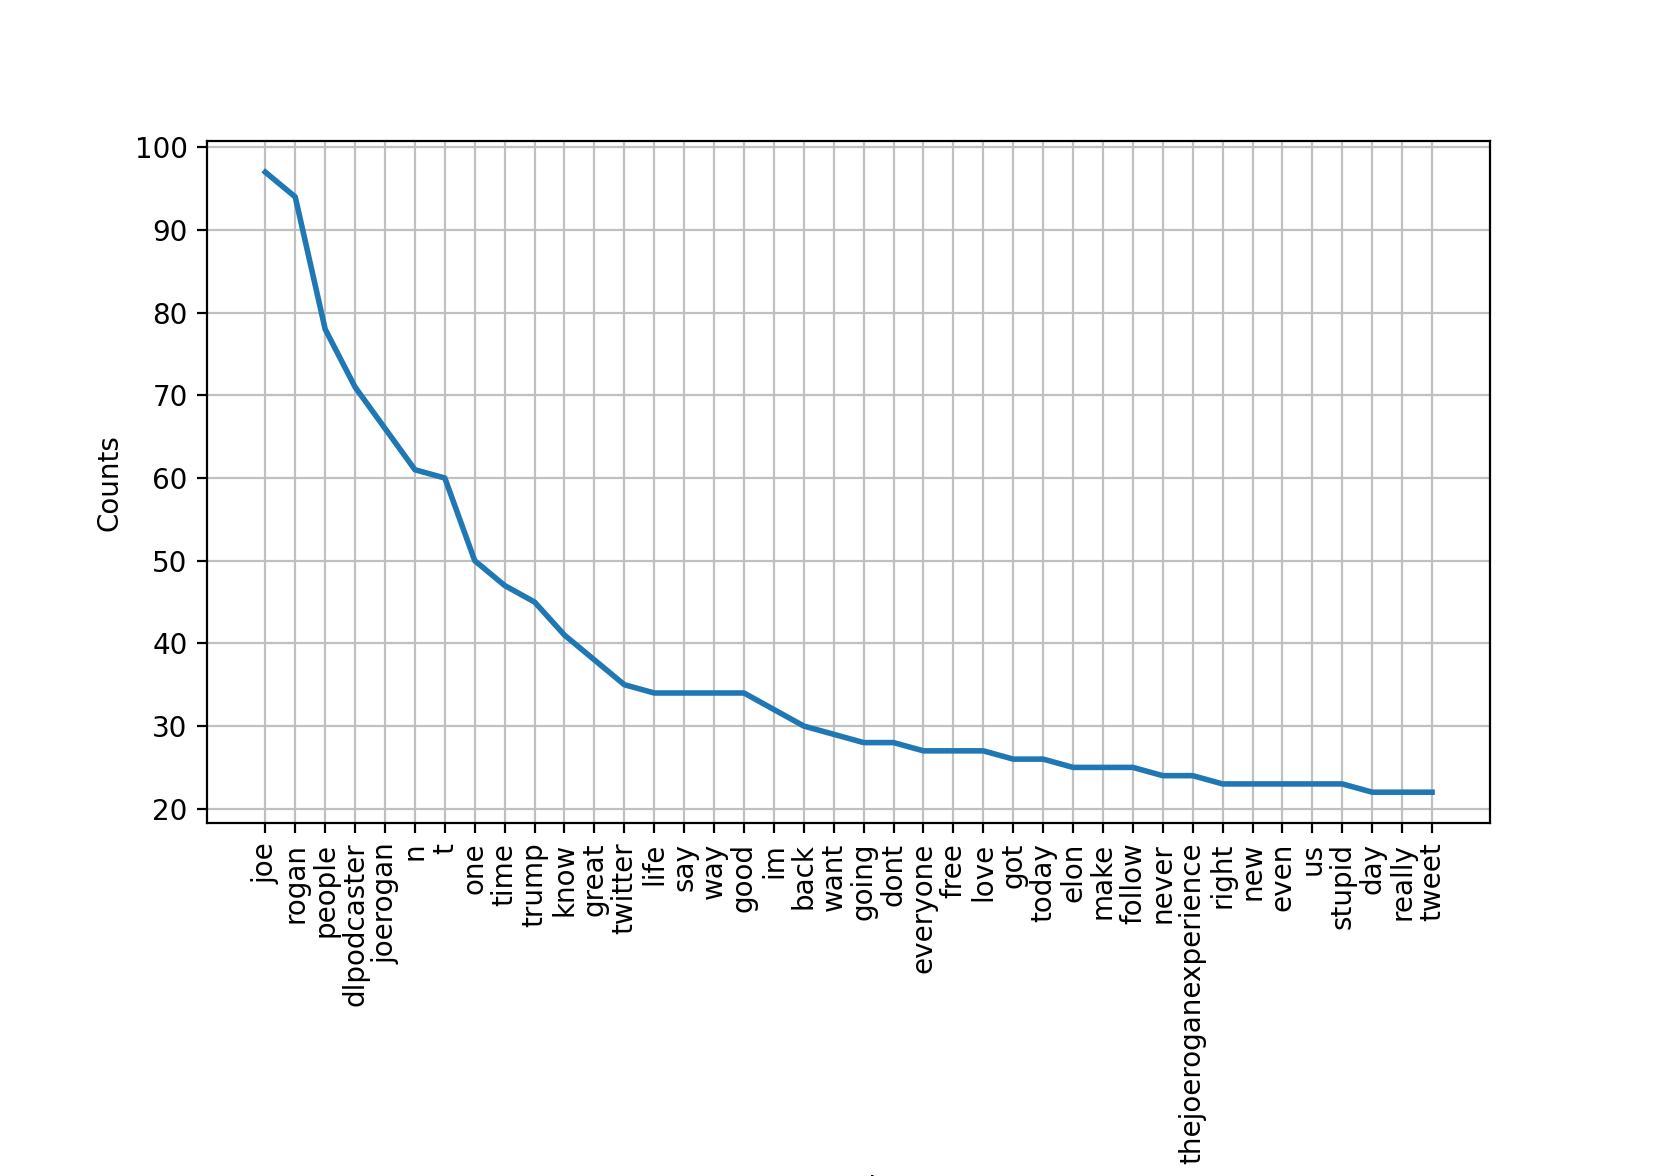 100
90
80
70
60
50
40
30
20
Counts
joe
rogan
people
dlpodcaster
joerogan
n
t
one
time
trump
know
great
twitter
life
say
way
good
im
back
want
going
dont
everyone
free
love
got
today
elon
make
follow
never
thejoeroganexperience
right
new
even
us
stupid
day
really
tweet